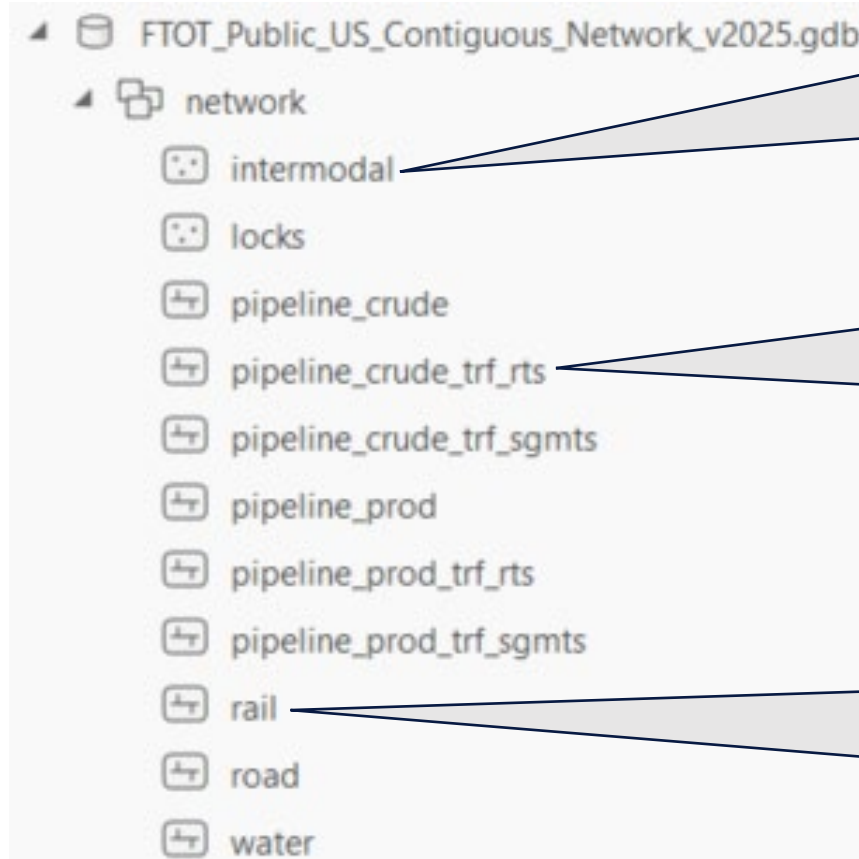 FTOT_Public_US_Contiguous_Network_v2025.gdb
network
intermodal
locks
pipeline_crude
pipeline_crude_trf_rts
pipeline_crude_trf_sgmts
pipeline_prod
pipeline_prod_trf_rts
pipeline_prod_trf_sgmts
rail
road
water